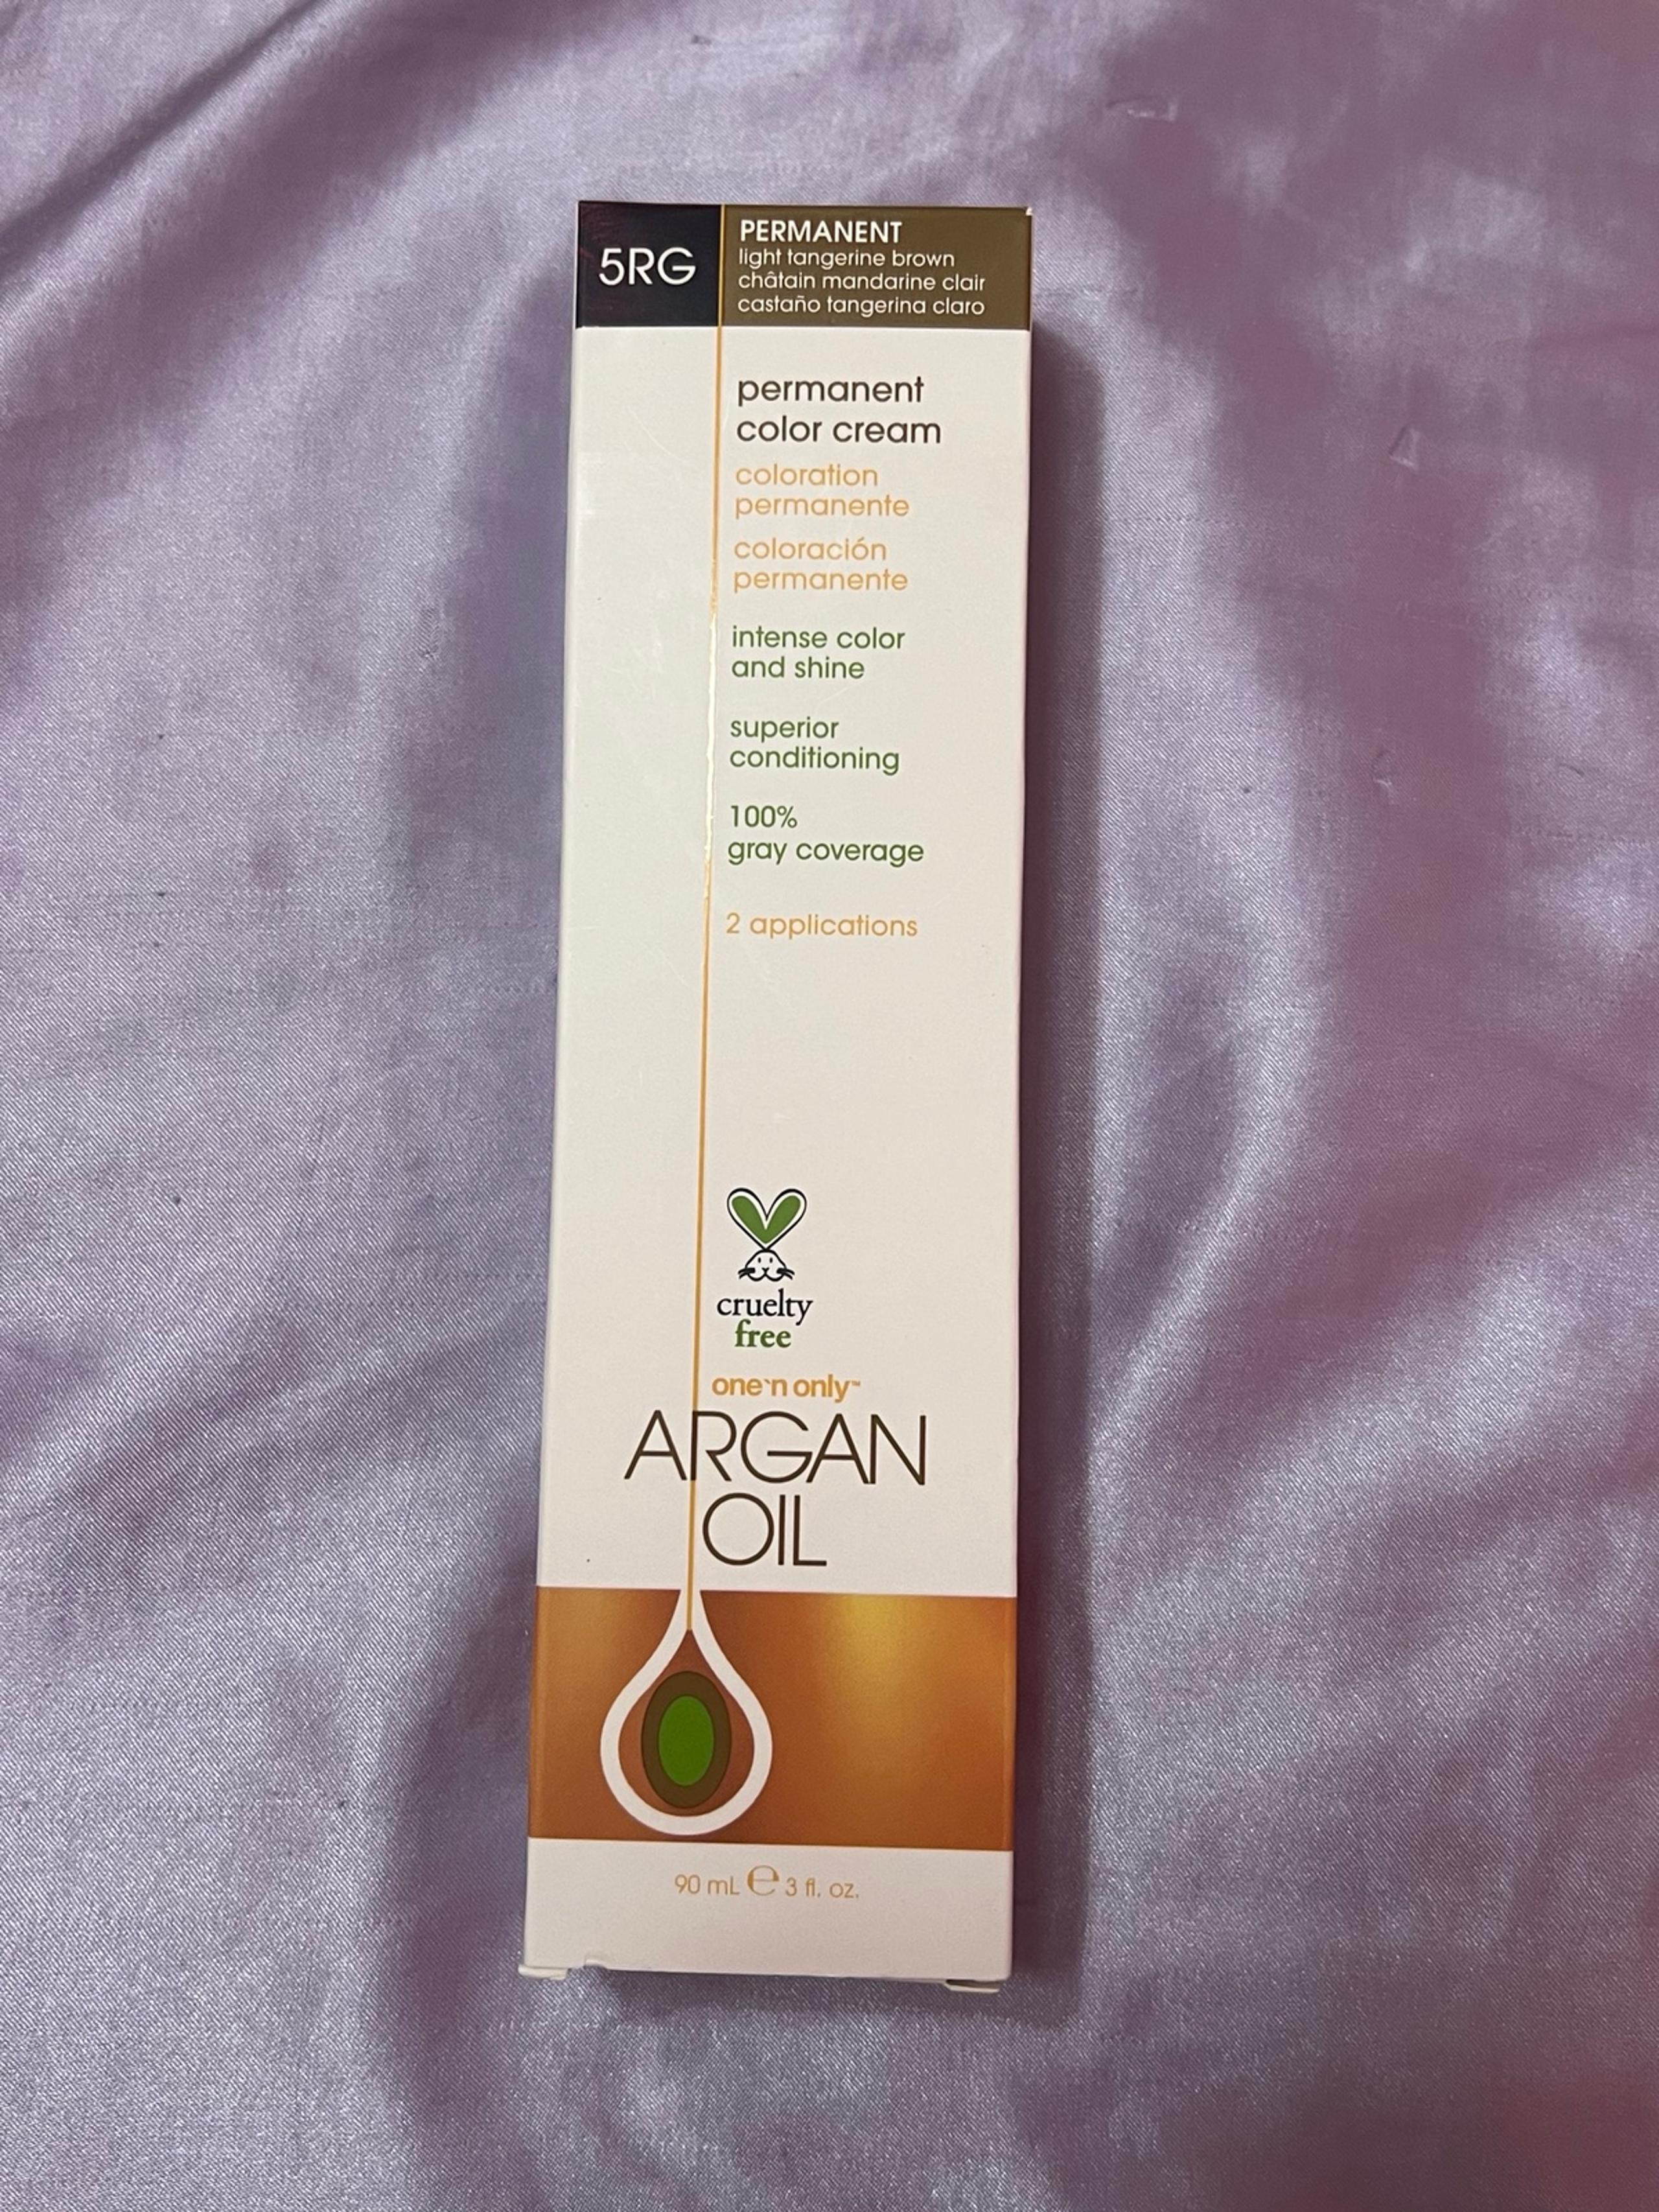 5RG
PERMANENT
light tangerine brown
châtain mandarine clair
castaño tangerina claro
permanent
color cream
coloration
permanente
coloración
permanente
intense color
and shine
superior
conditioning
100%
gray coverage
2 applications
cruelty
free
one`n only™
ARGAN
OIL
90 mL ℮ 3 fl. oz.